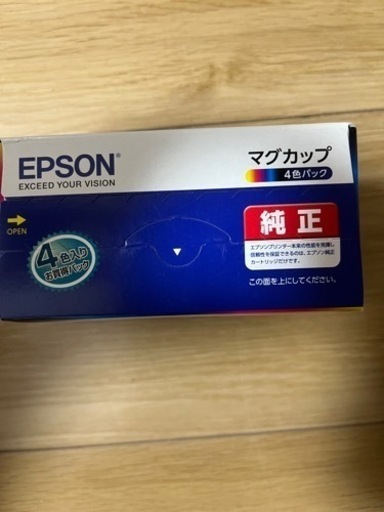 EPSON®
EXCEED YOUR VISION
マグカップ
4色パック
OPEN
4色入り
お買得パック
純正
エプソンプリンター本来の性能を発揮し
信頼性を保証できるのは、エプソン純正
カートリッジだけです。
この面を上にしてください。